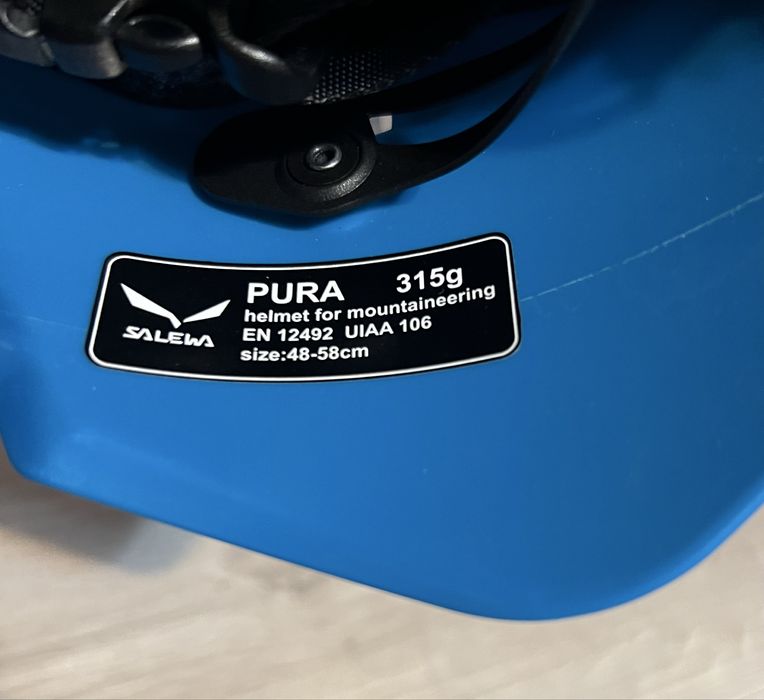 PURA 315g
helmet for mountaineering
EN 12492 UIAA 106
size:48-58cm
SALEWA